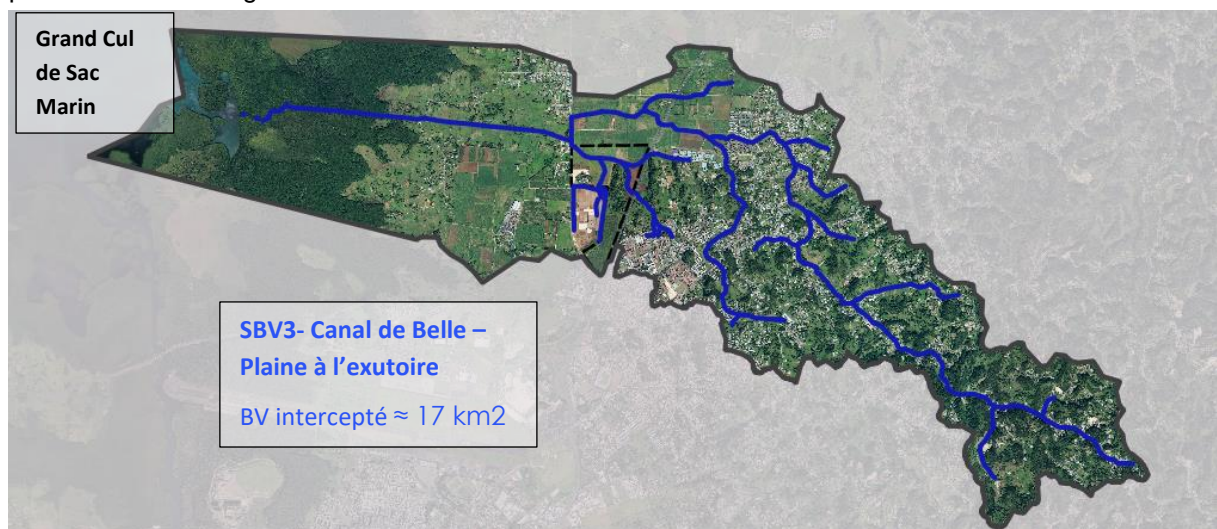 Grand Cul
de Sac
Marin
SBV3- Canal de Belle –
Plaine à l’exutoire
BV intercepté ≈ 17 km2